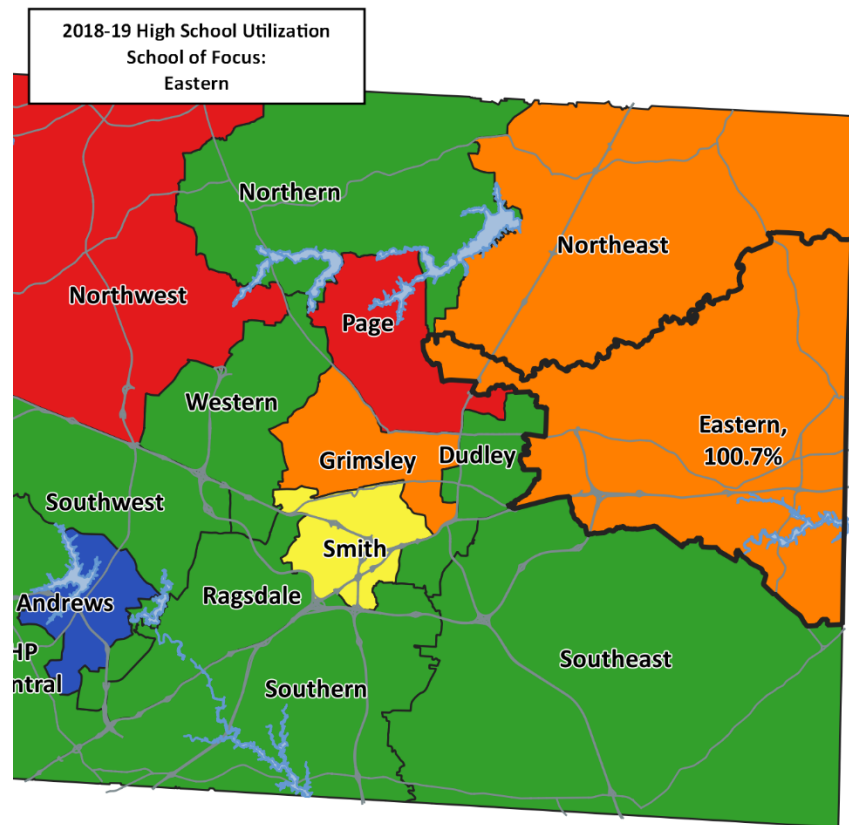 2018-19 High School Utilization
School of Focus:
Eastern
Northern
Northeast
Northwest
Page
Western
Eastern,
100.7%
Grimsley
Dudley
Southwest
Smith
Andrews
Ragsdale
HP
ntral
Southeast
Southern